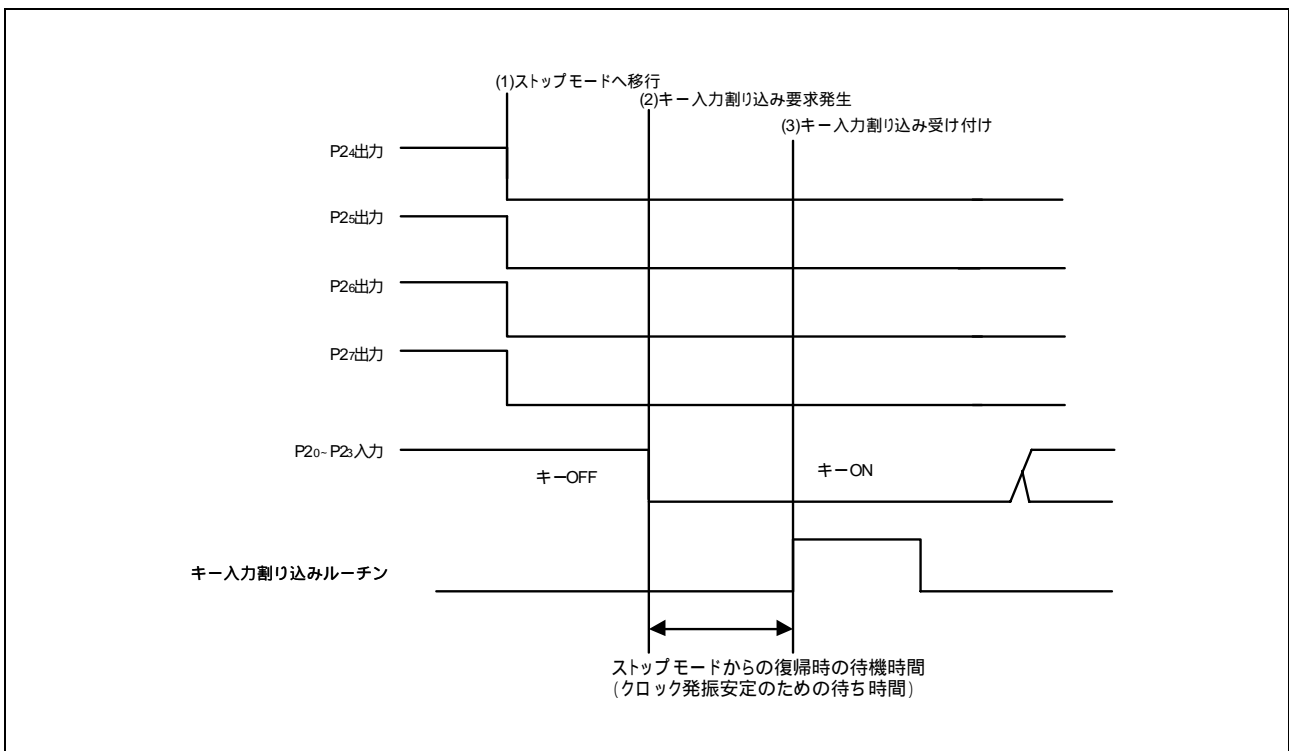 (1)ストップモードへ移行
(2)キー入力割り込み要求発生
(3)キー入力割り込み受け付け
P24出力
P25出力
P26出力
P27出力
P20~P23入力
キーOFF
キーON
キー入力割り込みルーチン
ストップモードからの復帰時の待機時間
(クロック発振安定のための待ち時間)